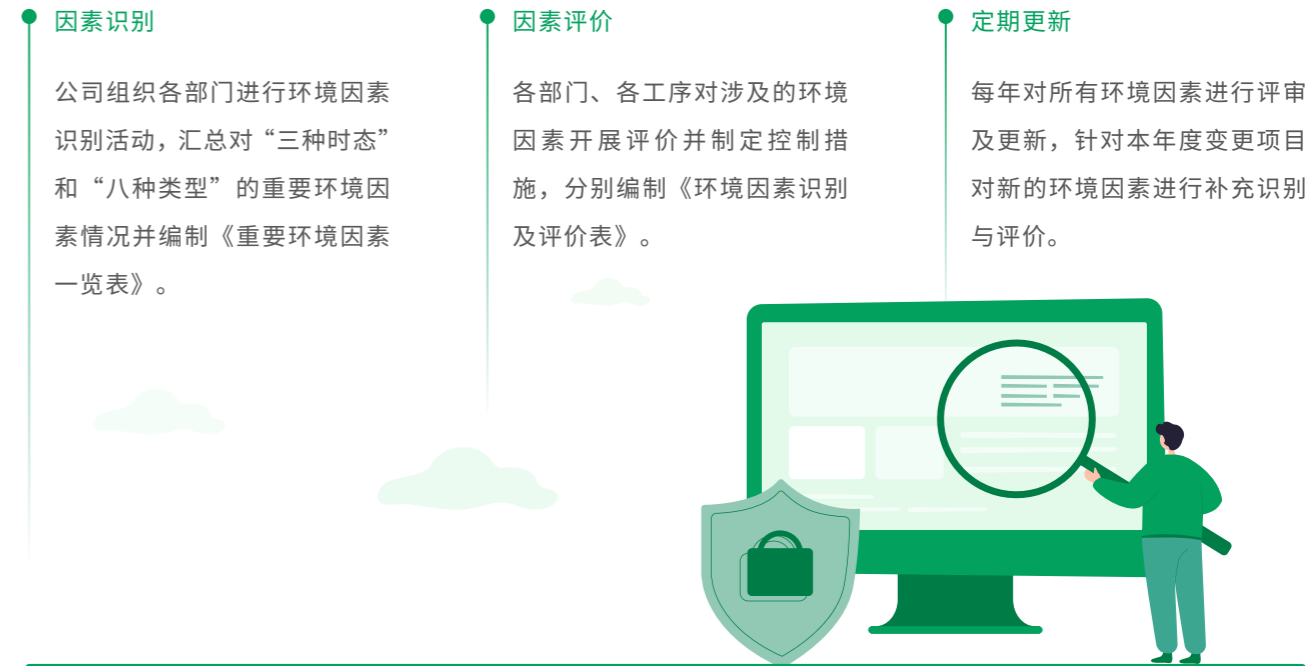 因素识别
公司组织各部门进行环境因素
识别活动，汇总对“三种时态”
和“八种类型”的重要环境因
素情况并编制《重要环境因素
一览表》。
因素评价
各部门、各工序对涉及的环境
因素开展评价并制定控制措
施，分别编制《环境因素识别
及评价表》。
定期更新
每年对所有环境因素进行评审
及更新，针对本年度变更项目
对新的环境因素进行补充识别
与评价。